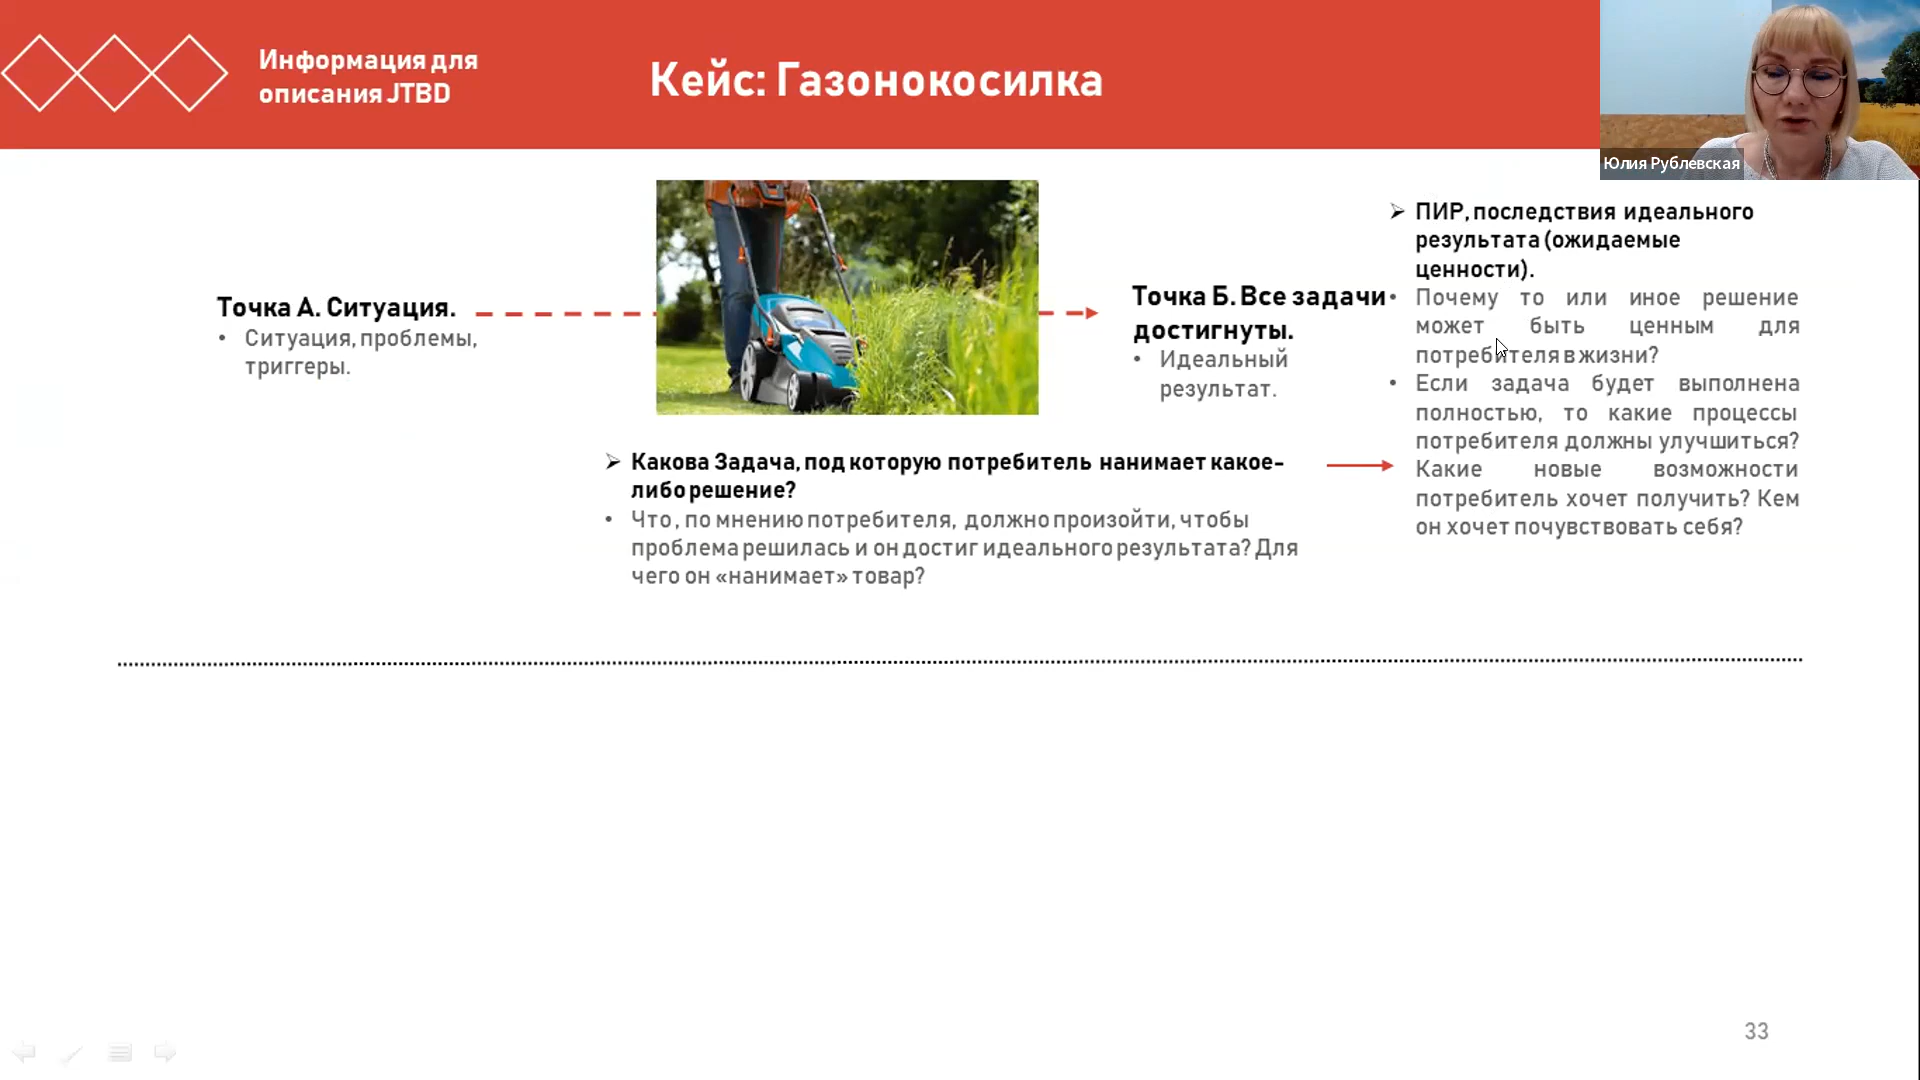 Информация для
описания JTBD
Кейс: Газонокосилка
Юлия Рублевская
Точка А. Ситуация.
• Ситуация, проблемы,
триггеры.
Точка Б. Все задачи
достигнуты.
• Идеальный
результат.
➢ Какова Задача, под которую потребитель нанимает какое-
либо решение?
• Что, по мнению потребителя, должно произойти, чтобы
проблема решилась и он достиг идеального результата? Для
чего он «нанимает» товар?
➢ ПИР, последствия идеального
результата (ожидаемые
ценности).
• Почему то или иное решение
может быть ценным для
потребителя в жизни?
• Если задача будет выполнена
полностью, то какие процессы
потребителя должны улучшиться?
Какие новые возможности
потребитель хочет получить? Кем
он хочет почувствовать себя?
33